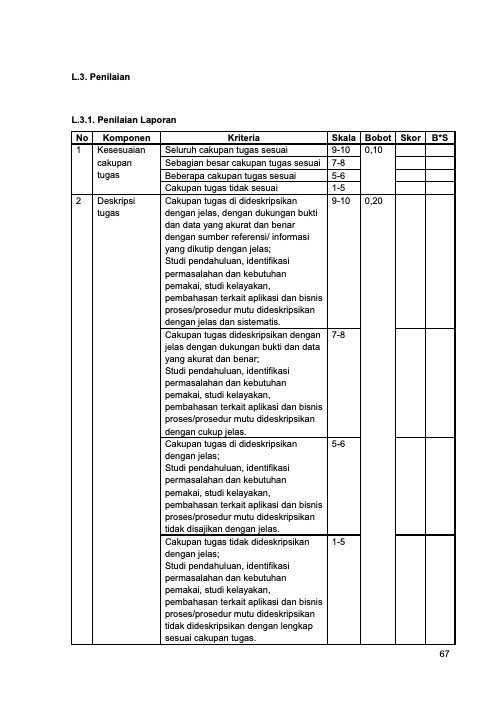 L.3. Penilaian
L.3.1. Penilaian Laporan
No Komponen Kriteria Skala Bobot Skor B*S
1 Kesesuaian Seluruh cakupan tugas sesuai 9-10 0,10
cakupan Sebagian besar cakupan tugas sesuai 7-8
tugas Beberapa cakupan tugas sesuai 5-6
Cakupan tugas tidak sesuai 1-5
2 Deskripsi Cakupan tugas di dideskripsikan 9-10 0,20
tugas dengan jelas, dengan dukungan bukti
dan data yang akurat dan benar
dengan sumber referensi/ informasi
yang dikutip dengan jelas;
Studi pendahuluan, identifikasi
permasalahan dan kebutuhan
pemakai, studi kelayakan,
pembahasan terkait aplikasi dan bisnis
proses/prosedur mutu dideskripsikan
dengan jelas dan sistematis.
Cakupan tugas dideskripsikan dengan 7-8
jelas dengan dukungan bukti dan data
yang akurat dan benar;
Studi pendahuluan, identifikasi
permasalahan dan kebutuhan
pemakai, studi kelayakan,
pembahasan terkait aplikasi dan bisnis
proses/prosedur mutu dideskripsikan
dengan cukup jelas.
Cakupan tugas di dideskripsikan 5-6
dengan jelas;
Studi pendahuluan, identifikasi
permasalahan dan kebutuhan
pemakai, studi kelayakan,
pembahasan terkait aplikasi dan bisnis
proses/prosedur mutu dideskripsikan
tidak disajikan dengan jelas.
Cakupan tugas tidak dideskripsikan 1-5
dengan jelas;
Studi pendahuluan, identifikasi
permasalahan dan kebutuhan
pemakai, studi kelayakan,
pembahasan terkait aplikasi dan bisnis
proses/prosedur mutu dideskripsikan
tidak dideskripsikan dengan lengkap
sesuai cakupan tugas.
67